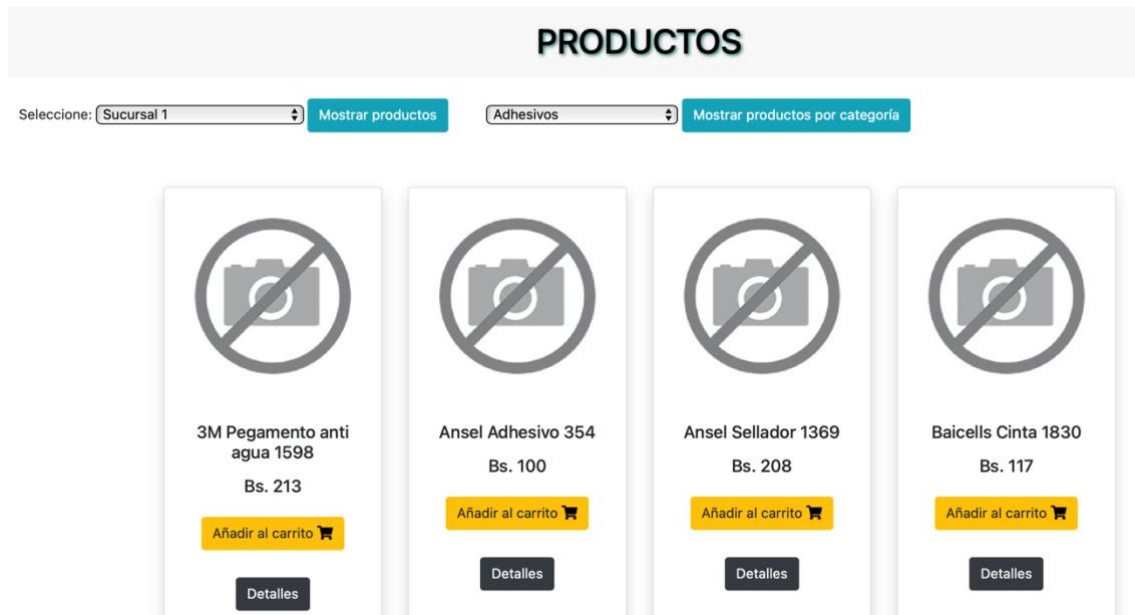 PRODUCTOS
Seleccione: Sucursal 1 Mostrar productos Adhesivos Mostrar productos por categoría
3M Pegamento anti
agua 1598
Bs. 213
Añadir al carrito
Detalles
Ansel Adhesivo 354
Bs. 100
Añadir al carrito
Detalles
Ansel Sellador 1369
Bs. 208
Añadir al carrito
Detalles
Baicells Cinta 1830
Bs. 117
Añadir al carrito
Detalles